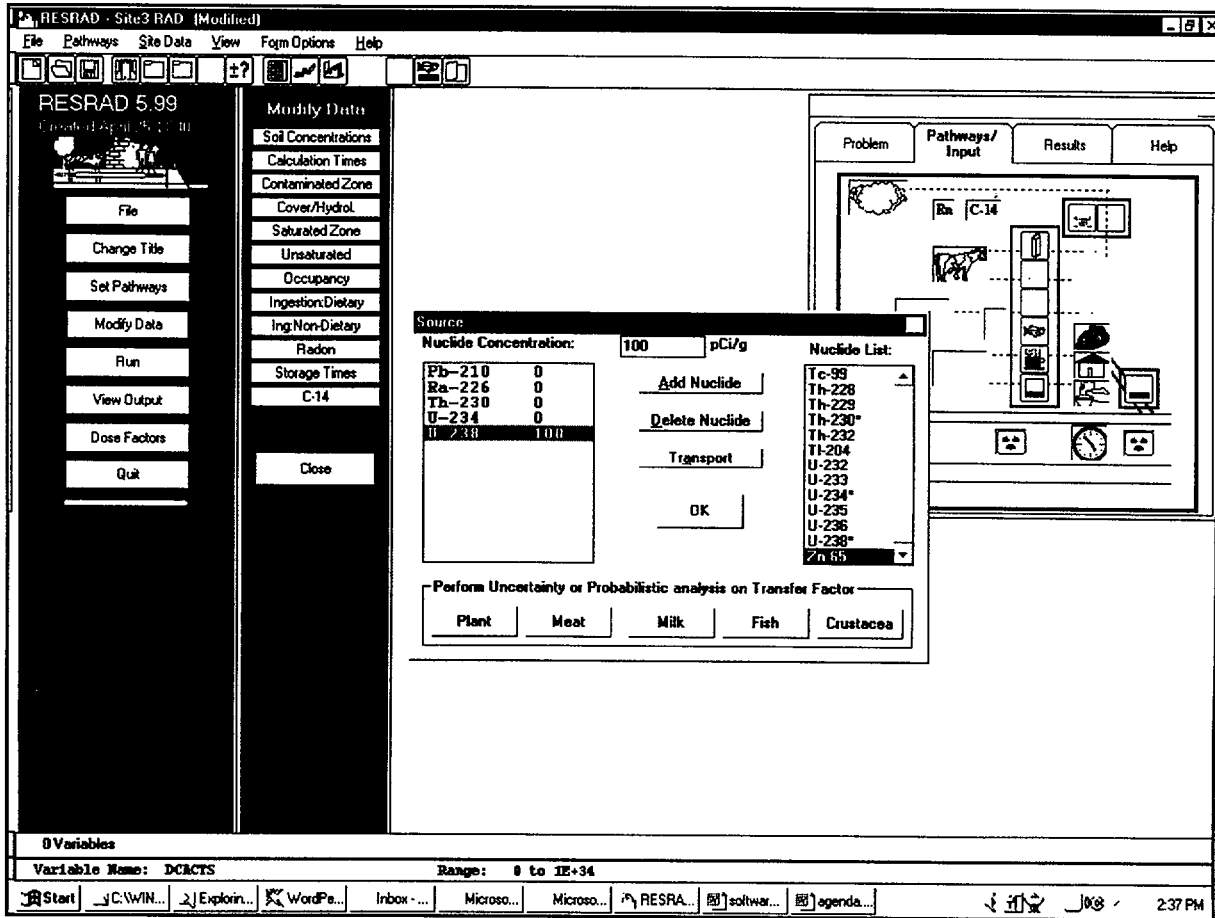 RESRAD - Site3 RAD (Modified)
File Pathways Site Data View Form Options Help
RESRAD 5.99
File
Change Title
Set Pathways
Modify Data
Run
View Output
Dose Factors
Quit
Modify Data
Soil Concentrations
Calculation Times
Contaminated Zone
Cover/Hydrol.
Saturated Zone
Unsaturated
Occupancy
Ingestion:Dietary
Ing:Non-Dietary
Radon
Storage Times
C-14
Close
Problem
Pathways/
Input
Results
Help
Rn C-14
Source
Nuclide Concentration:
100 pCi/g
Pb-210 0
Ra-226 0
Th-230 0
U-234 0
U-238 100
Add Nuclide
Delete Nuclide
Transport
OK
Nuclide List:
Tc-99
Th-228
Th-229
Th-230*
Th-232
Tl-204
U-232
U-233
U-234*
U-235
U-236
U-238*
Zn-65
Perform Uncertainty or Probabilistic analysis on Transfer Factor
Plant Meat Milk Fish Crustacea
0 Variables
Variable Name: DCACTS Range: 0 to 1E+34
Start C:\WIN... Explorin... WordPe... Inbox - ... Microso... Microso... RESRA... softwar... agenda... 2:37 PM